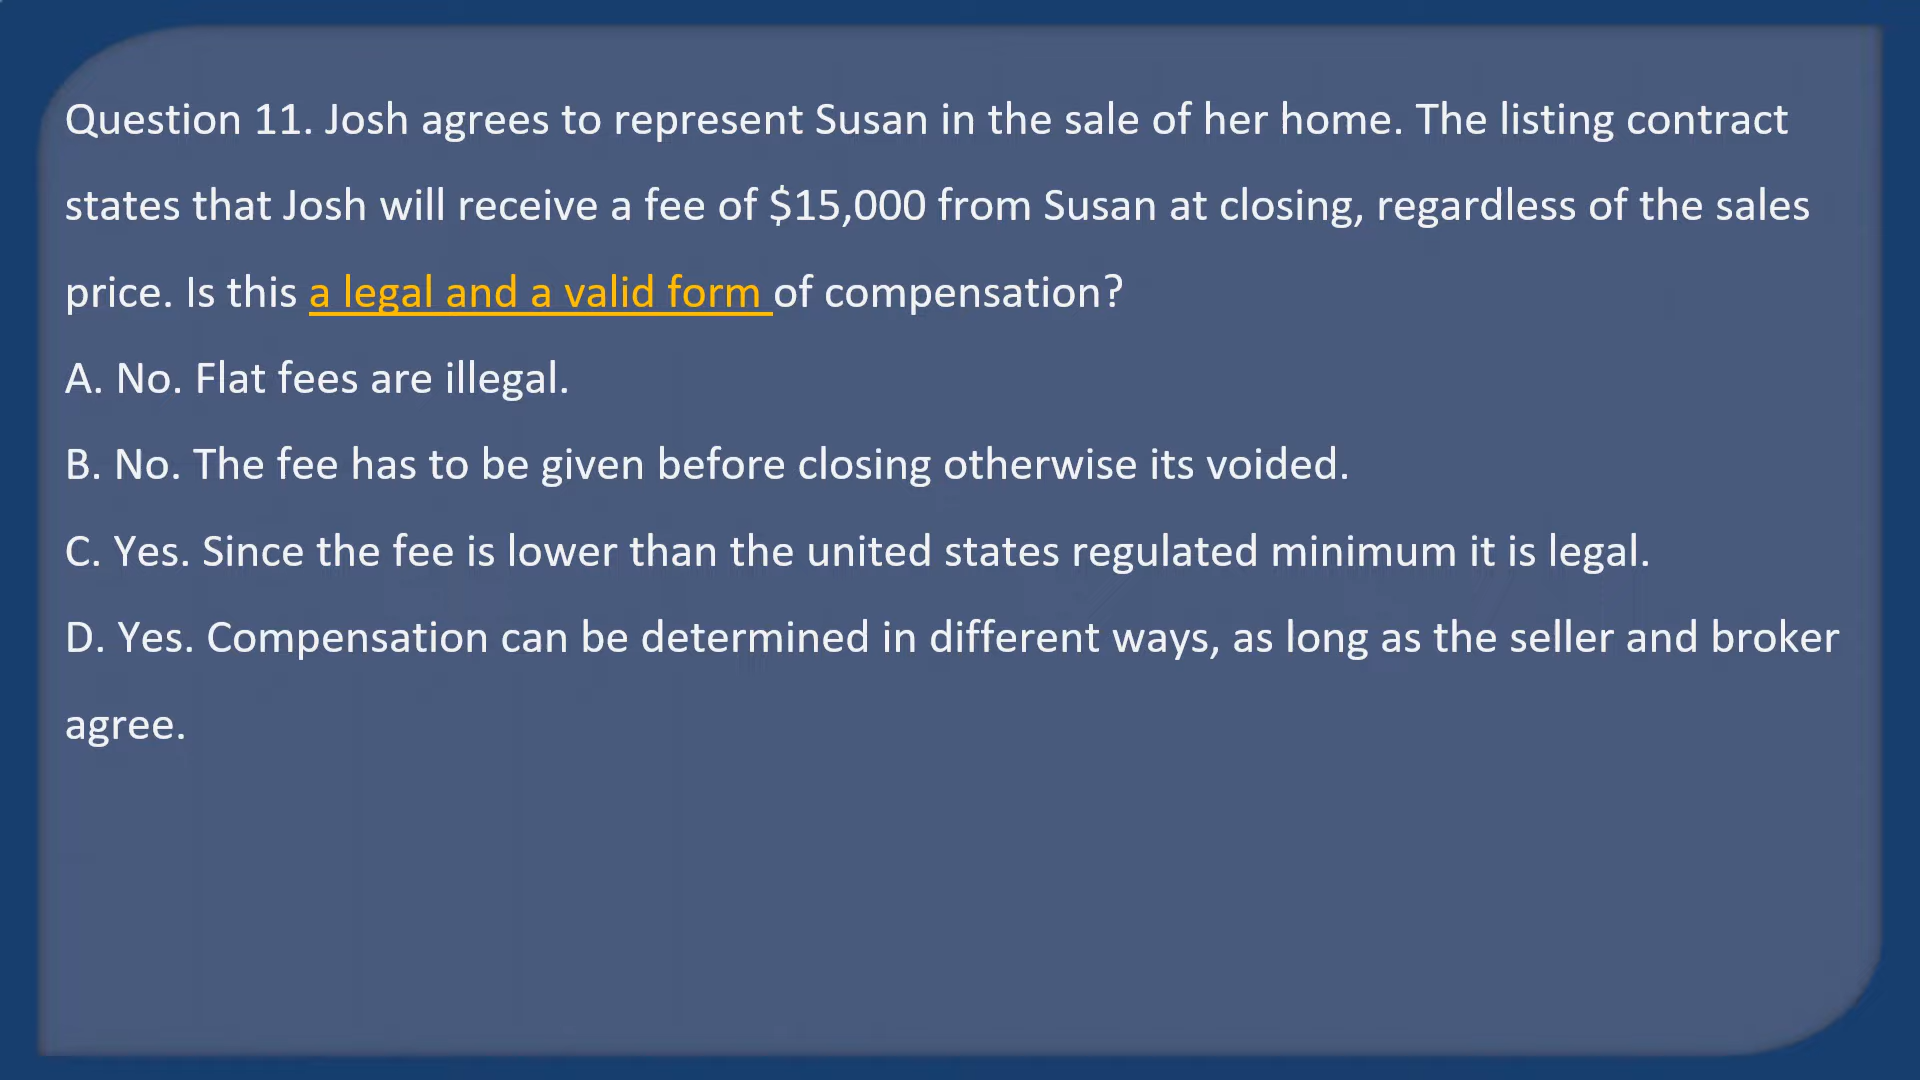 Question 11. Josh agrees to represent Susan in the sale of her home. The listing contract
states that Josh will receive a fee of $15,000 from Susan at closing, regardless of the sales
price. Is this a legal and a valid form of compensation?
A. No. Flat fees are illegal.
B. No. The fee has to be given before closing otherwise its voided.
C. Yes. Since the fee is lower than the united states regulated minimum it is legal.
D. Yes. Compensation can be determined in different ways, as long as the seller and broker
agree.